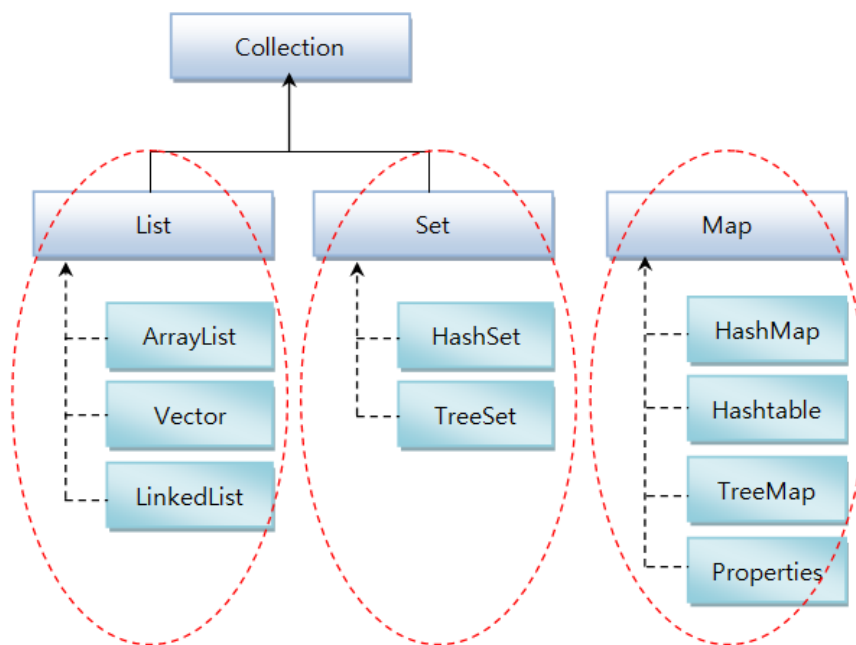 Collection
List
Set
Map
ArrayList
Vector
LinkedList
HashSet
TreeSet
HashMap
Hashtable
TreeMap
Properties